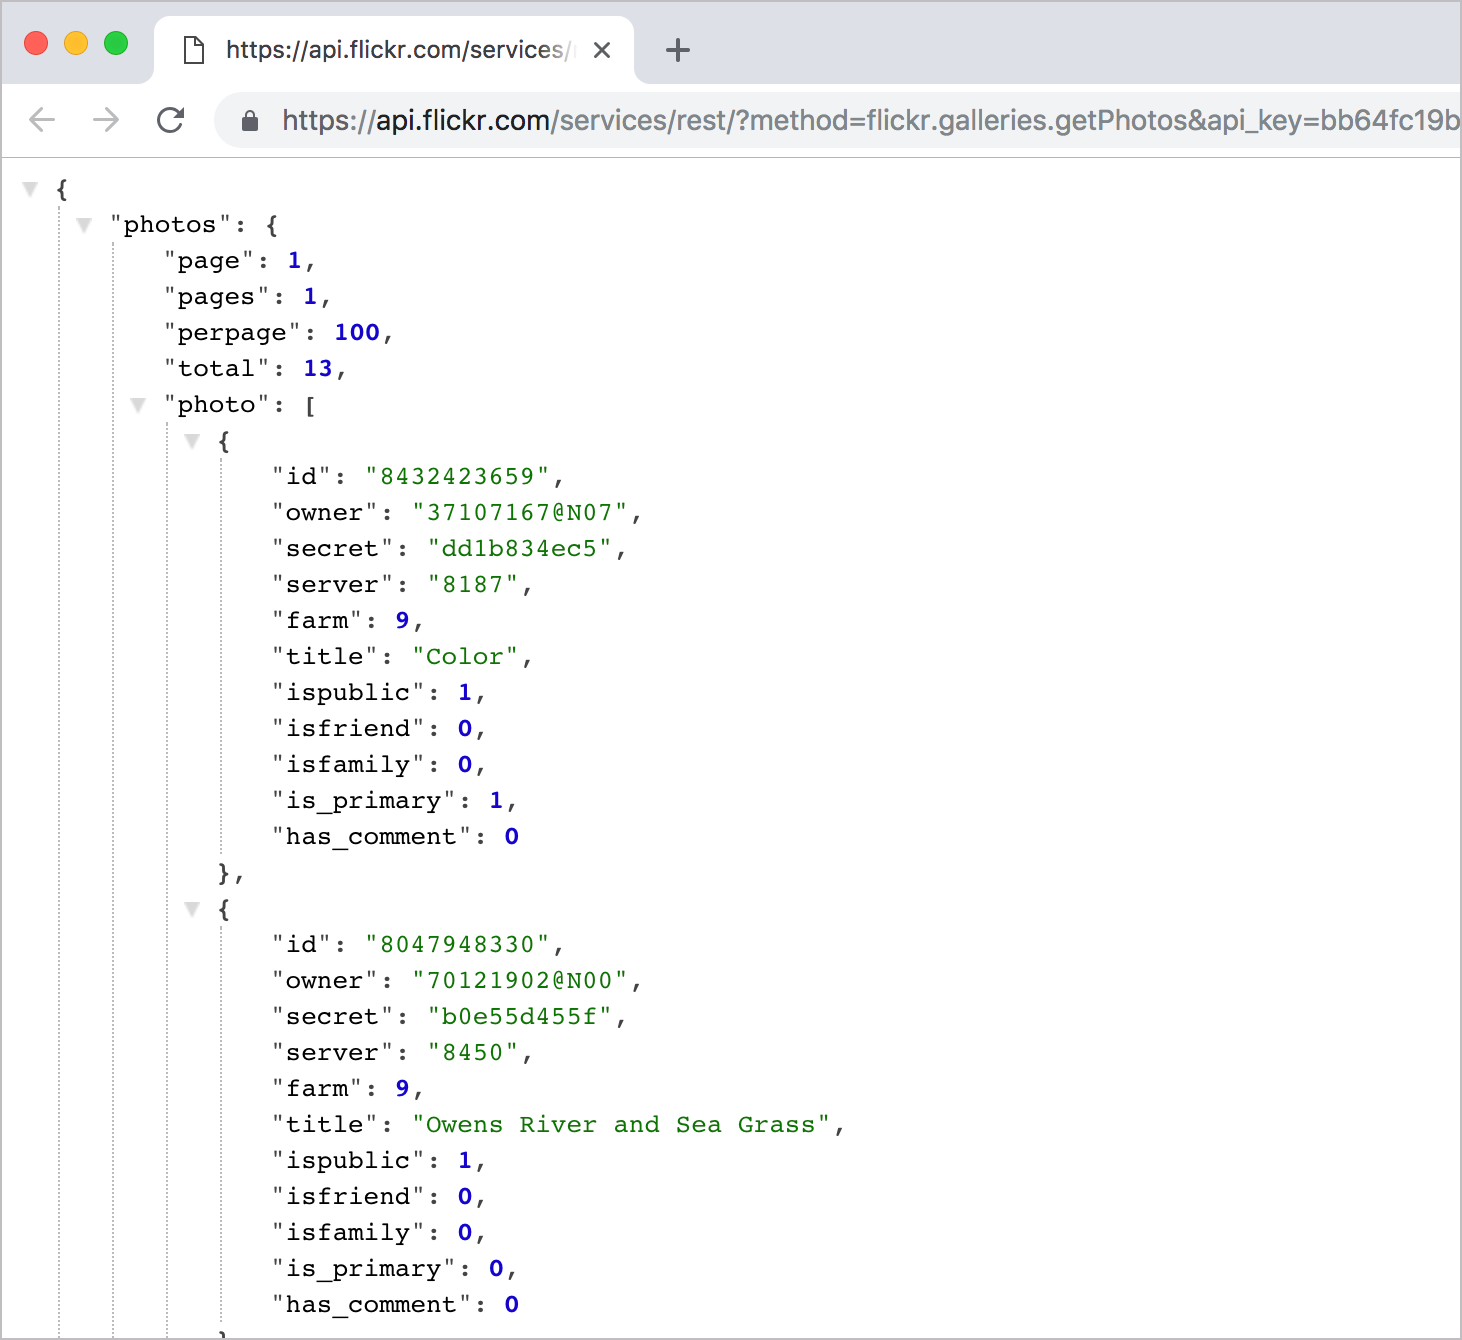 https://api.flickr.com/services/
https://api.flickr.com/services/rest/?method=flickr.galleries.getPhotos&api_key=bb64fc19b
{
"photos": {
"page": 1,
"pages": 1,
"perpage": 100,
"total": 13,
"photo": [
{
"id": "8432423659",
"owner": "37107167@N07",
"secret": "dd1b834ec5",
"server": "8187",
"farm": 9,
"title": "Color",
"ispublic": 1,
"isfriend": 0,
"isfamily": 0,
"is_primary": 1,
"has_comment": 0
},
{
"id": "8047948330",
"owner": "70121902@N00",
"secret": "b0e55d455f",
"server": "8450",
"farm": 9,
"title": "Owens River and Sea Grass",
"ispublic": 1,
"isfriend": 0,
"isfamily": 0,
"is_primary": 0,
"has_comment": 0